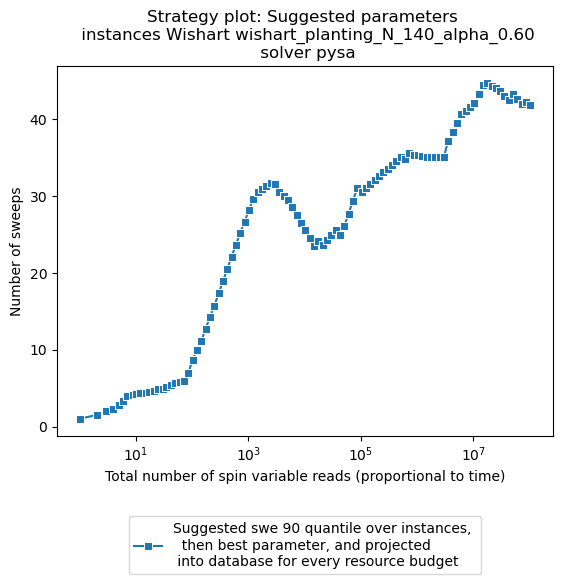 Strategy plot: Suggested parameters
instances Wishart wishart_planting_N_140_alpha_0.60
solver pysa
40
30
20
10
0
Number of sweeps
10^1
10^3
10^5
10^7
Total number of spin variable reads (proportional to time)
Suggested swe 90 quantile over instances,
then best parameter, and projected
into database for every resource budget